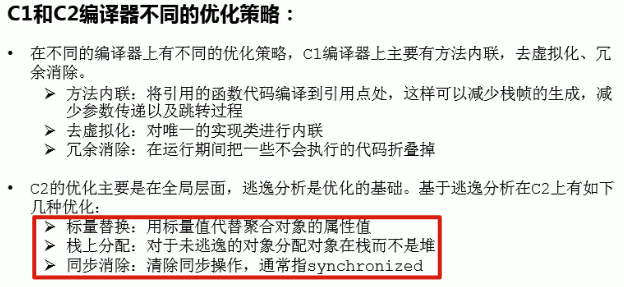 C1和C2编译器不同的优化策略：
• 在不同的编译器上有不同的优化策略，C1编译器上主要有方法内联，去虚拟化、冗
余消除。
➢ 方法内联：将引用的函数代码编译到引用点处，这样可以减少栈帧的生成，减
少参数传递以及跳转过程
➢ 去虚拟化：对唯一的实现类进行内联
➢ 冗余消除：在运行期间把一些不会执行的代码折叠掉
• C2的优化主要是在全局层面，逃逸分析是优化的基础。基于逃逸分析在C2上有如下
几种优化：
➢ 标量替换：用标量值代替聚合对象的属性值
➢ 栈上分配：对于未逃逸的对象分配对象在栈而不是堆
➢ 同步消除：清除同步操作，通常指synchronized